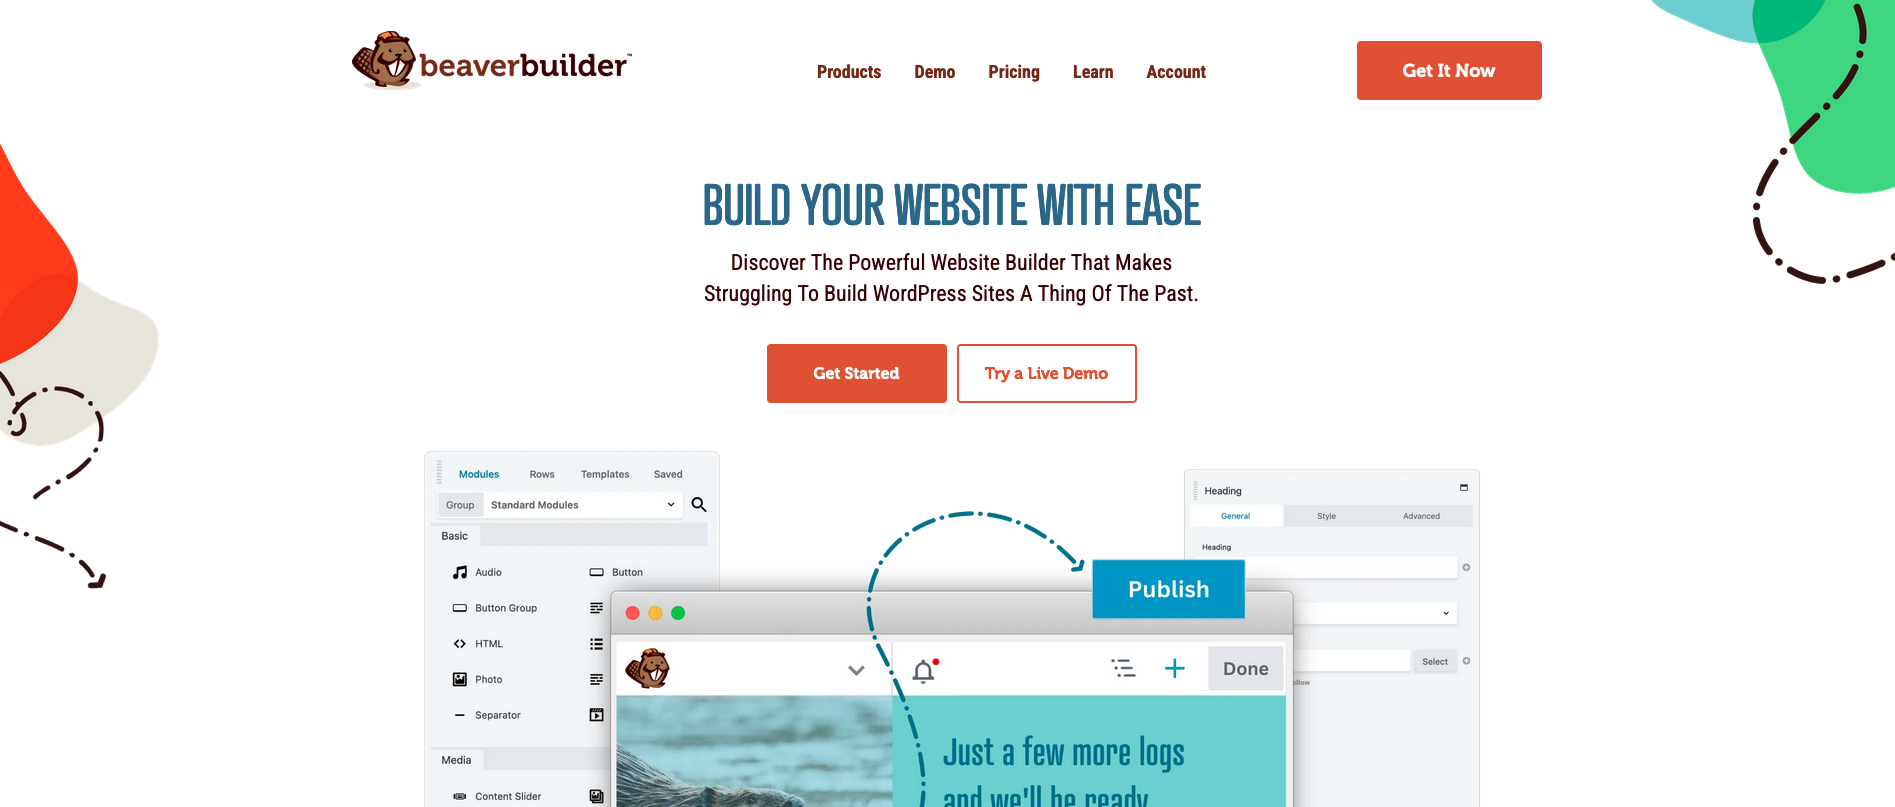 beaverbuilder™
Products Demo Pricing Learn Account
Get It Now
BUILD YOUR WEBSITE WITH EASE
Discover The Powerful Website Builder That Makes
Struggling To Build WordPress Sites A Thing Of The Past.
Get Started Try a Live Demo
Modules Rows Templates Saved
Group Standard Modules
Basic
Audio Button
Button Group
HTML
Photo
Separator
Media
Content Slider
Heading
General Style Advanced
Heading
Publish
Select
Done
Just a few more logs
and we'll be ready